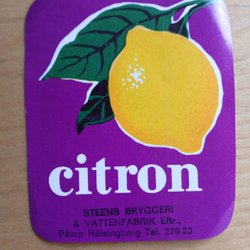 citron
STEENS BRYGGERI
& VATTENFABRIK Eftr.,
Påarp Hälsingborg Tel. 270 20